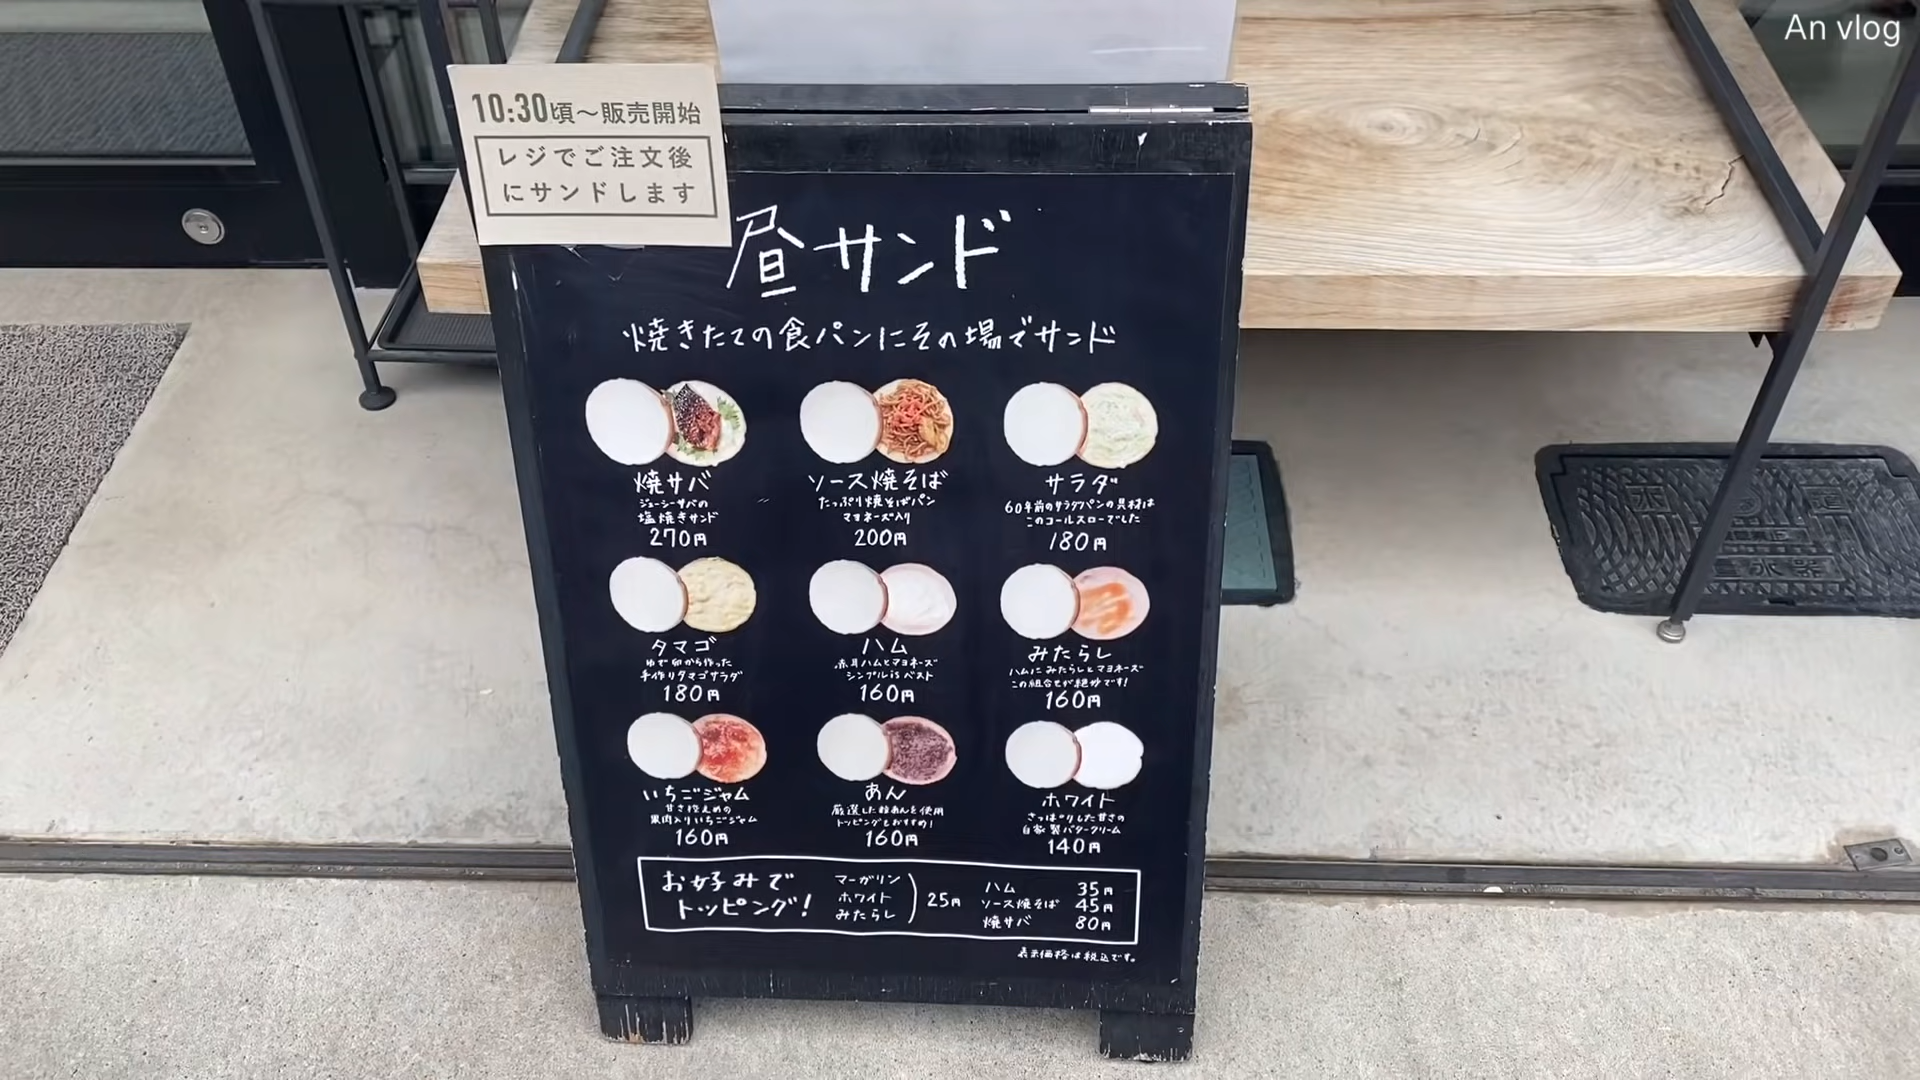 An vlog
10:30頃～販売開始
レジでご注文後
にサンドします
昼サンド
焼きたての食パンにその場でサンド
焼サバ
ジューシーサバの
塩焼きサンド
270円
ソース焼そば
たっぷり焼そばパン
マヨネーズ入り
200円
サラダ
60年前のサラダパンの具材は
このコールスローでした
180円
タマゴ
ゆで卵から作った
手作りタマゴサラダ
180円
ハム
赤耳ハムとマヨネーズ
シンプルisベスト
160円
みたらし
ハムにみたらしとマヨネーズ
この組合せが絶妙です!
160円
いちごジャム
甘さ控えめの
果肉入りいちごジャム
160円
あん
厳選した粒あんを使用
トッピングもおすすめ!
160円
ホワイト
さっぱりした甘さの
自家製バタークリーム
140円
お好みで
トッピング!
マーガリン
ホワイト
みたらし
25円
ハム 35円
ソース焼そば 45円
焼サバ 80円
表示価格は税込です。